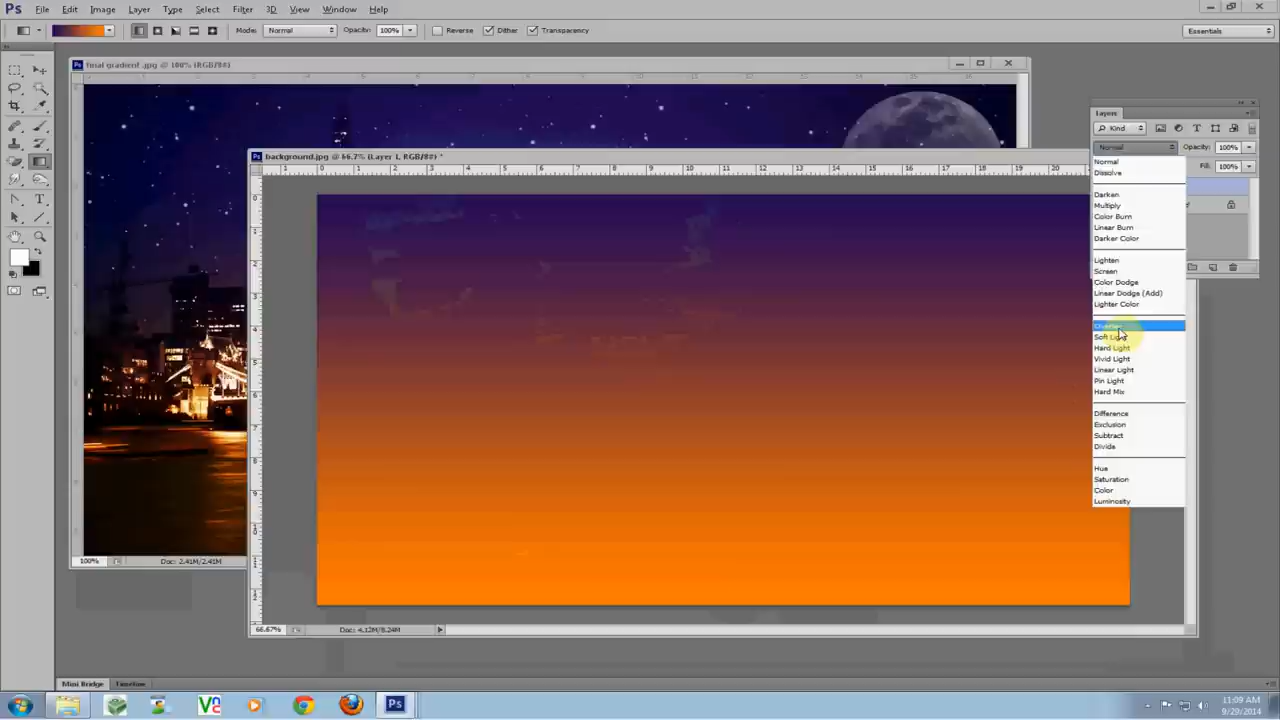 Ps File Edit Image Layer Type Select Filter 3D View Window Help
Mode: Normal Opacity: 100% Reverse Dither Transparency Essentials
final gradient .jpg @ 100% (RGB/8#)
background.jpg @ 66.7% (Layer 1, RGB/8#) *
Layers
Kind
Normal Opacity: 100%
Fill: 100%
Normal
Dissolve
Darken
Multiply
Color Burn
Linear Burn
Darker Color
Lighten
Screen
Color Dodge
Linear Dodge (Add)
Lighter Color
Overlay
Soft Light
Hard Light
Vivid Light
Linear Light
Pin Light
Hard Mix
Difference
Exclusion
Subtract
Divide
Hue
Saturation
Color
Luminosity
100% Doc: 2.41M/2.41M
66.67% Doc: 4.12M/8.24M
Mini Bridge Timeline
Ps
11:09 AM
9/29/2014